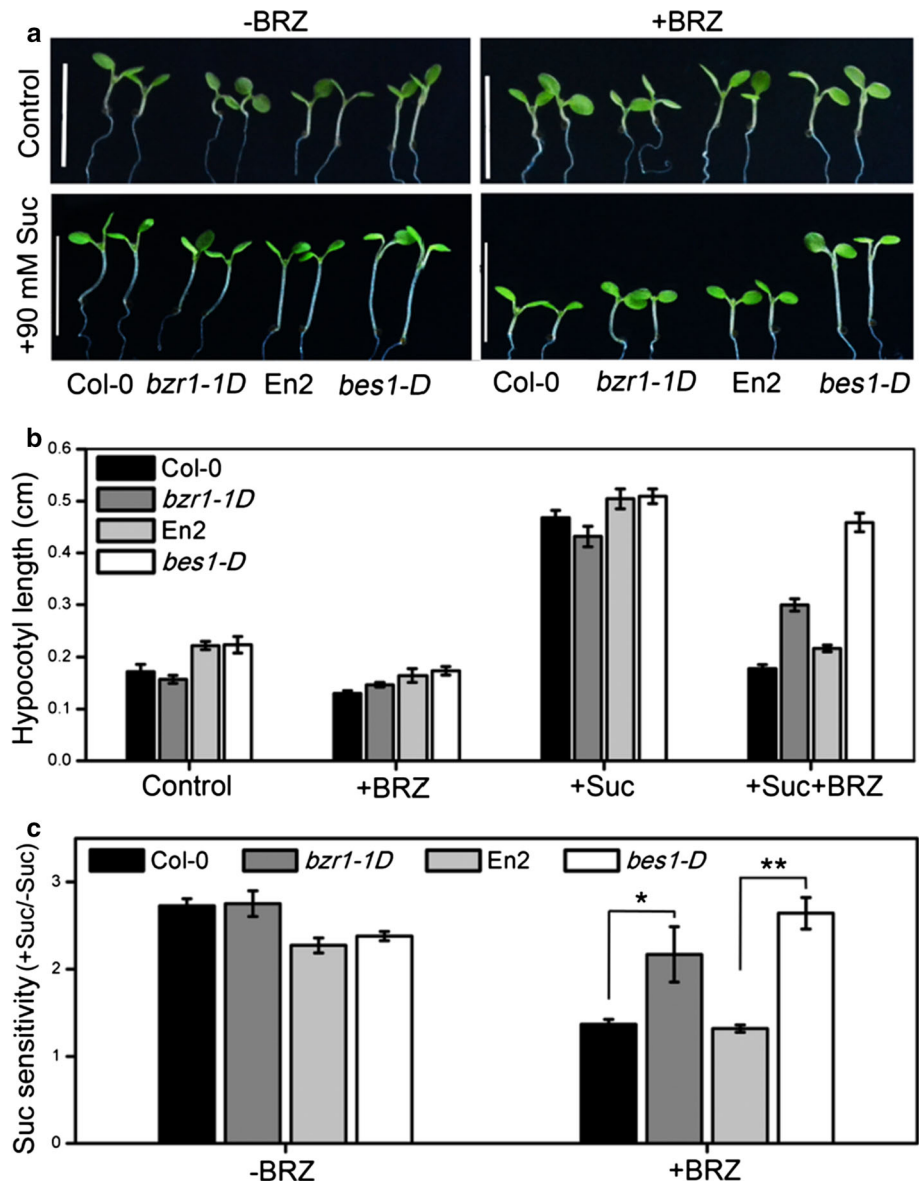 a
-BRZ
+BRZ
Control
+90 mM Suc
Col-0 bzr1-1D En2 bes1-D
Col-0 bzr1-1D En2 bes1-D
b
Hypocotyl length (cm)
0.6
0.5
0.4
0.3
0.2
0.1
0.0
Col-0
bzr1-1D
En2
bes1-D
Control
+BRZ
+Suc
+Suc+BRZ
c
Suc sensitivity (+Suc/-Suc)
3
2
1
0
Col-0
bzr1-1D
En2
bes1-D
*
**
-BRZ
+BRZ